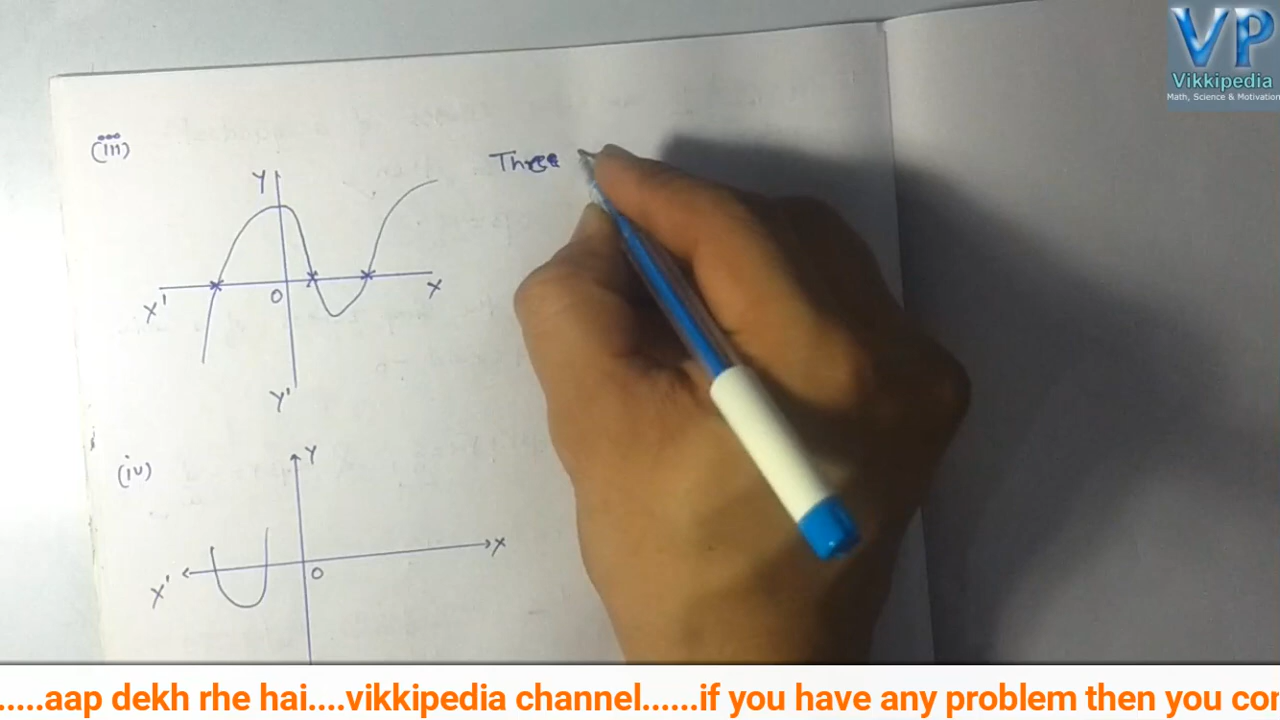 VP
Vikkipedia
Math, Science & Motivation
(iii)
Three
Y
X'
O
X
Y'
(iv)
Y
X
X'
O
.....aap dekh rhe hai....vikkipedia channel......if you have any problem then you con